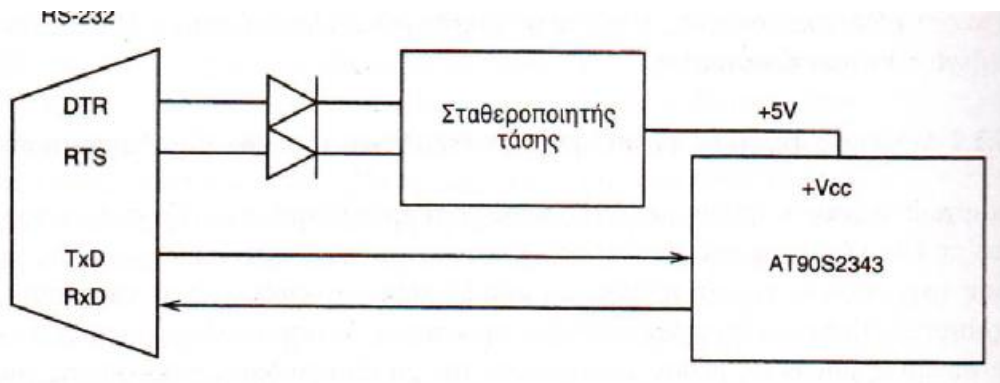 RS-232
DTR
RTS
TxD
RxD
Σταθεροποιητής
τάσης
+5V
+Vcc
AT90S2343